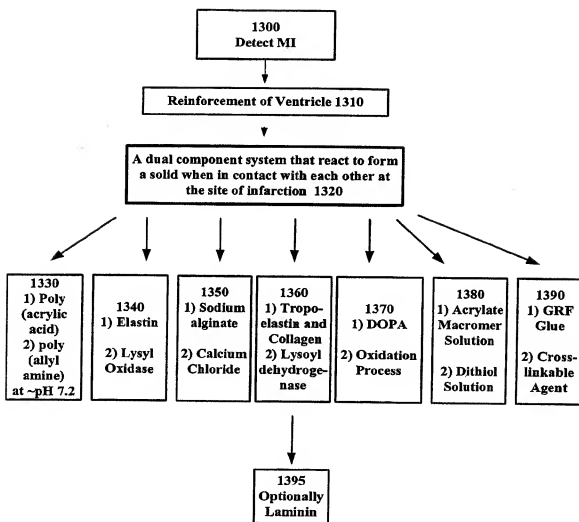 1300
Detect MI
Reinforcement of Ventricle 1310
A dual component system that react to form
a solid when in contact with each other at
the site of infarction 1320
1330
1) Poly
(acrylic
acid)
2) poly
(allyl
amine)
at ~pH 7.2
1340
1) Elastin
2) Lysyl
Oxidase
1350
1) Sodium
alginate
2) Calcium
Chloride
1360
1) Tropo-
elastin and
Collagen
2) Lysoyl
dehydroge-
nase
1370
1) DOPA
2) Oxidation
Process
1380
1) Acrylate
Macromer
Solution
2) Dithiol
Solution
1390
1) GRF
Glue
2) Cross-
linkable
Agent
1395
Optionally
Laminin